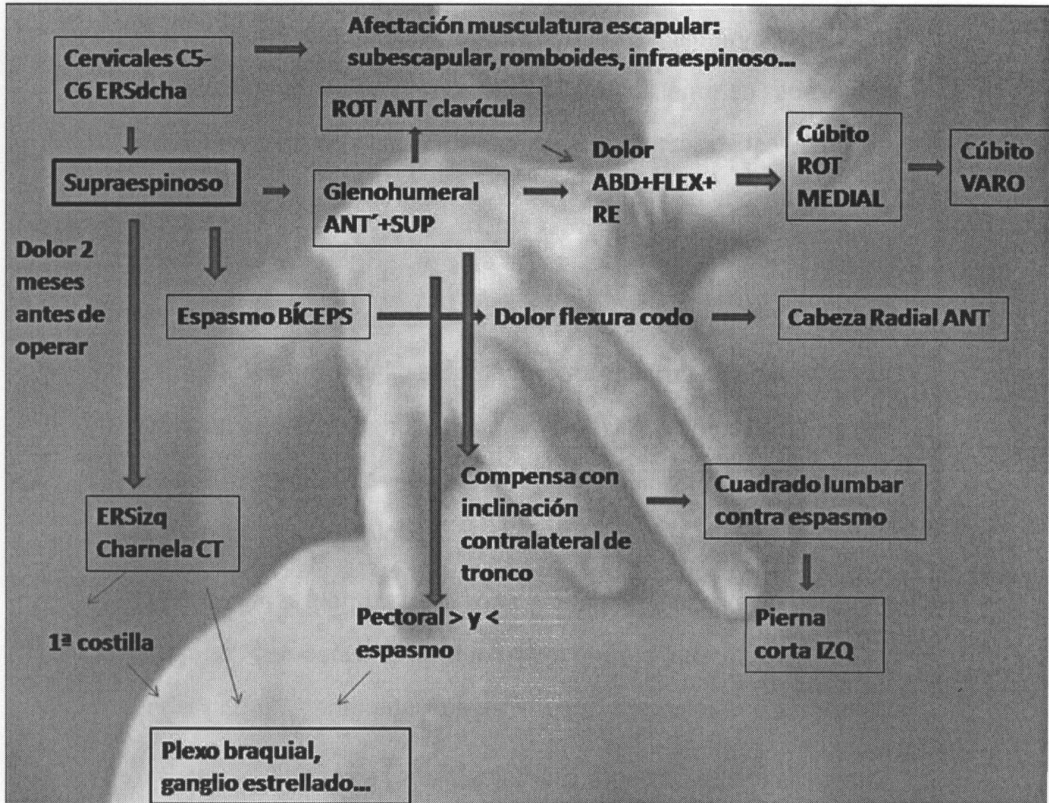 Afectación musculatura escapular:
subescapular, romboides, infraespinoso...
Cervicales C5-
C6 ERSdcha
ROT ANT clavícula
Supraespinoso
Glenohumeral
ANT´+SUP
Dolor
ABD+FLEX+
RE
Cúbito
ROT
MEDIAL
Cúbito
VARO
Dolor 2
meses
antes de
operar
Espasmo BÍCEPS
Dolor flexura codo
Cabeza Radial ANT
ERSizq
Charnela CT
Compensa con
inclinación
contralateral de
tronco
Cuadrado lumbar
contra espasmo
Pierna
corta IZQ
1ª costilla
Pectoral > y <
espasmo
Plexo braquial,
ganglio estrellado...